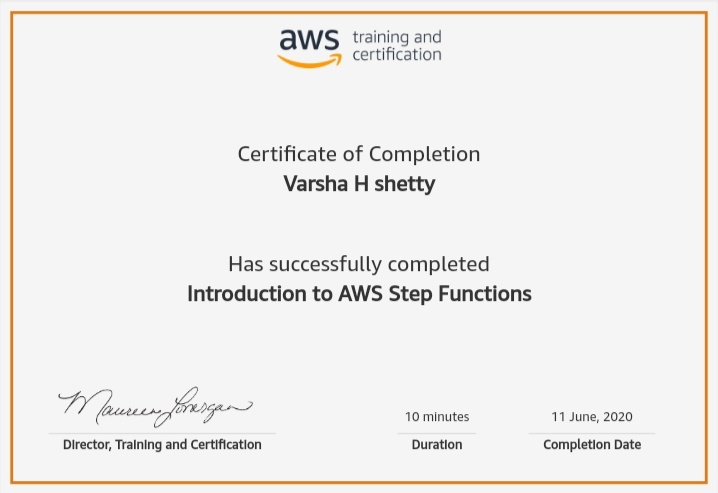 aws training and
certification
Certificate of Completion
Varsha H shetty
Has successfully completed
Introduction to AWS Step Functions
Maureen Lonergan
10 minutes
11 June, 2020
Director, Training and Certification
Duration
Completion Date